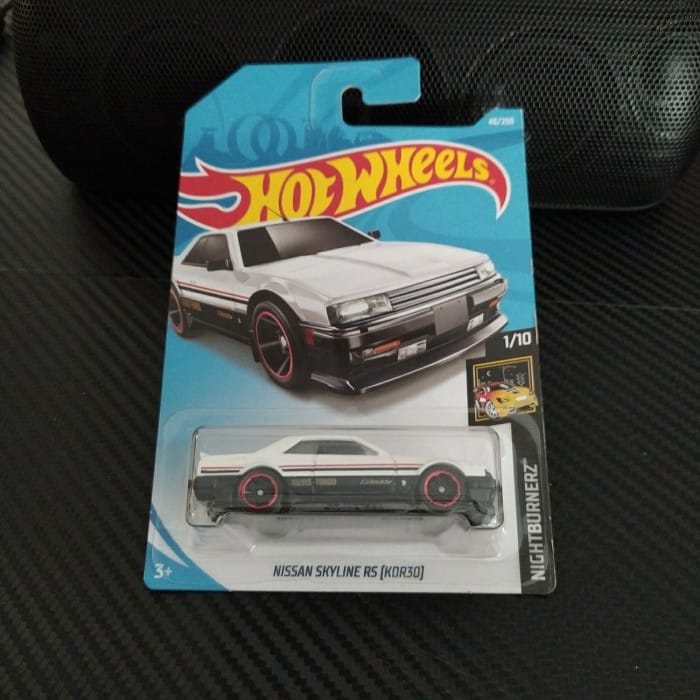 48/250
HOT WHEELS
1/10
NIGHTBURNERZ
3+
NISSAN SKYLINE RS (KDR30)